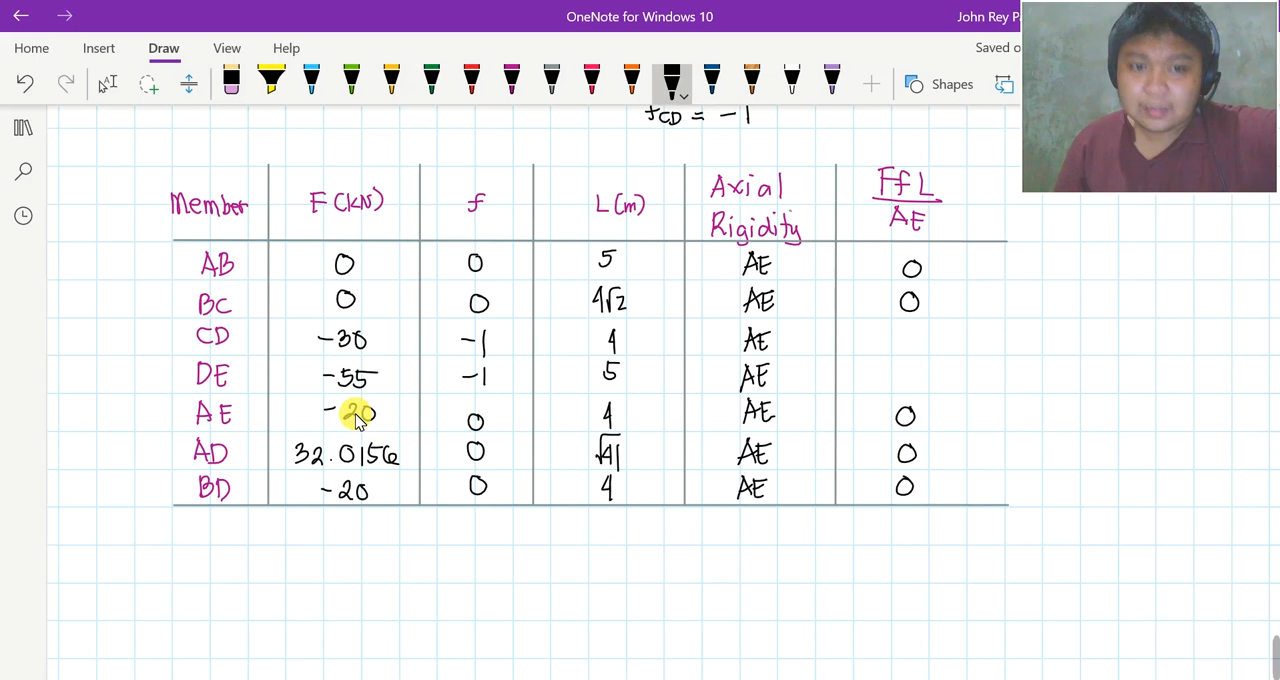 OneNote for Windows 10
John Rey P
Home Insert Draw View Help Saved o
Shapes
f_CD = -1
Member F (kN) f L (m) Axial Rigidity FfL/AE
AB 0 0 5 AE 0
BC 0 0 4√2 AE 0
CD -30 -1 4 AE
DE -55 -1 5 AE
AE -20 0 4 AE 0
AD 32.0156 0 √41 AE 0
BD -20 0 4 AE 0